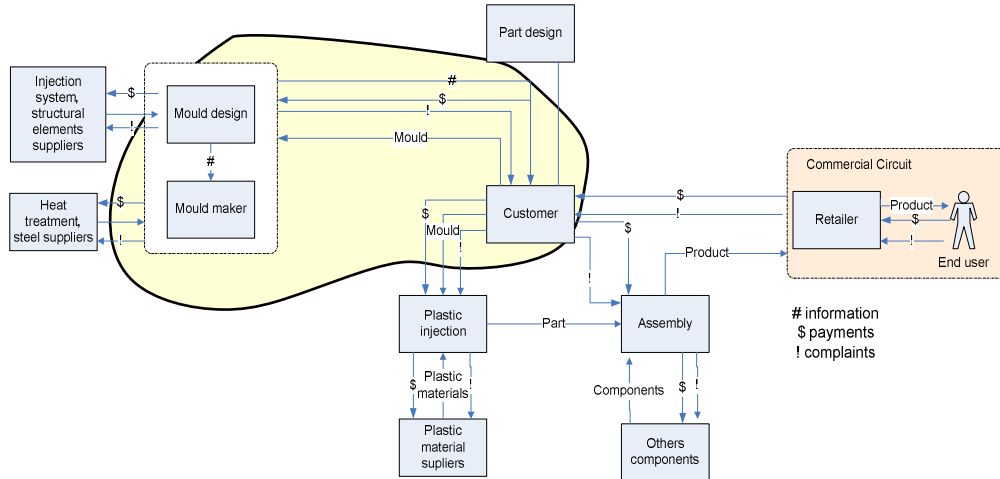 Part design
Injection
system,
structural
elements
suppliers
$
!
Mould design
#
Mould maker
#
$
!
Mould
Heat
treatment,
steel suppliers
$
!
Customer
$
Mould
!
$
!
$
!
Commercial Circuit
Retailer
Product
$
!
End user
Product
Plastic
injection
Part
Assembly
# information
$ payments
! complaints
$
Plastic
materials
!
Components
$
!
Plastic
material
supliers
Others
components